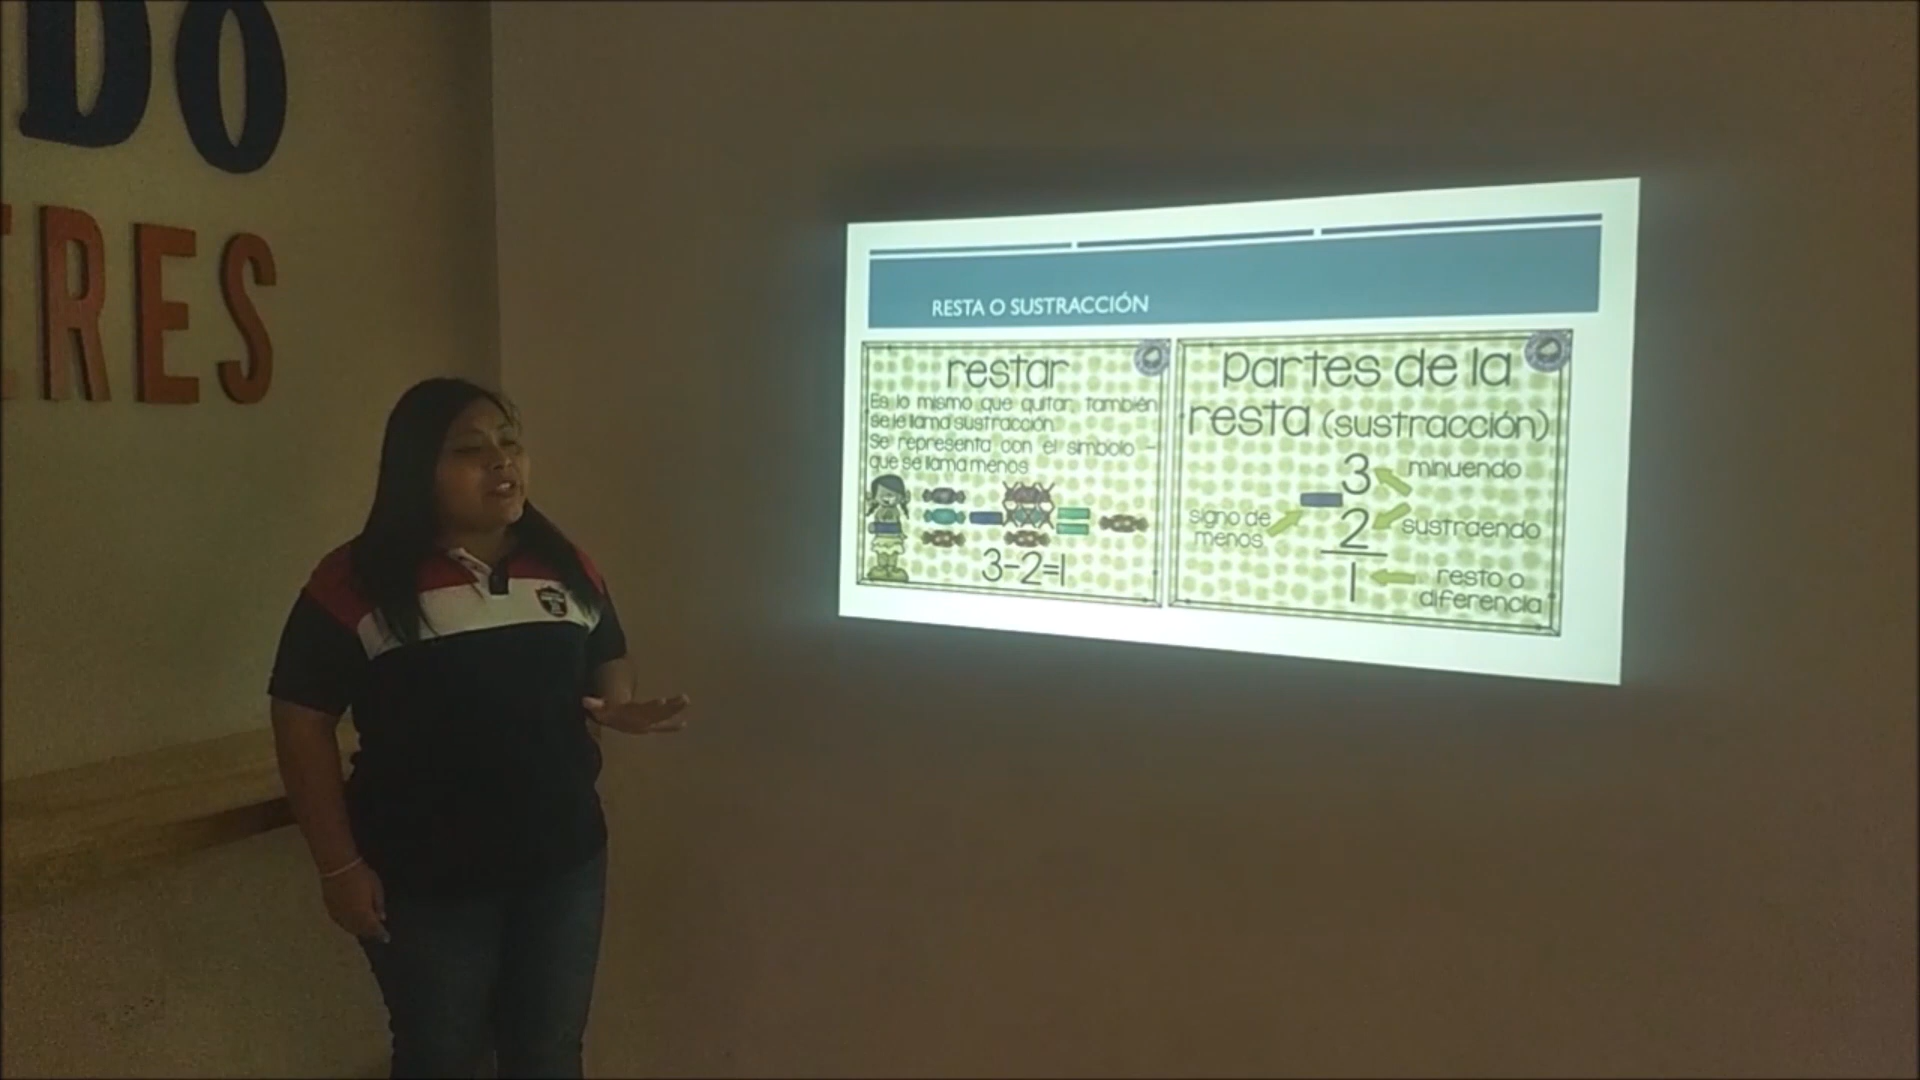 DO
ERES
RESTA O SUSTRACCIÓN
restar
Es lo mismo que quitar, también
se le llama sustracción.
Se representa con el símbolo -
que se llama menos
3-2=1
Partes de la
resta (sustracción)
3
minuendo
signo de
menos
2
sustraendo
1
resto o
diferencia